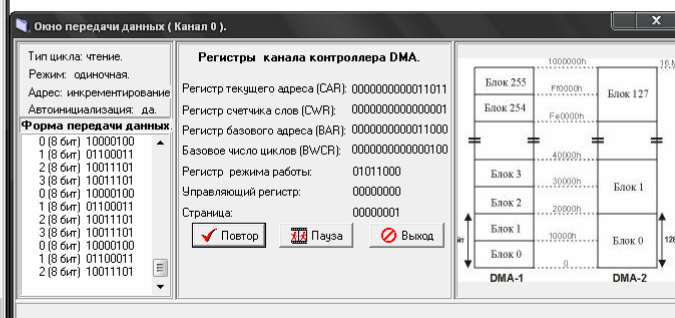 Окно передачи данных ( Канал 0 ).
Тип цикла: чтение.
Режим: одиночная.
Адрес: инкрементирование
Автоинициализация: да.
Форма передачи данных.
0 (8 бит) 10000100
1 (8 бит) 01100011
2 (8 бит) 10011101
3 (8 бит) 10011101
0 (8 бит) 10000100
1 (8 бит) 01100011
2 (8 бит) 10011101
3 (8 бит) 10011101
0 (8 бит) 10000100
1 (8 бит) 01100011
2 (8 бит) 10011101
Регистры канала контроллера DMA.
Регистр текущего адреса (CAR): 0000000000011011
Регистр счетчика слов (CWR): 0000000000000001
Регистр базового адреса (BAR): 0000000000011000
Базовое число циклов (BWCR): 0000000000000100
Регистр режима работы: 01011000
Управляющий регистр: 00000000
Страница: 00000001
Повтор Пауза Выход
1000000h 16 М
Блок 255 Ff0000h Блок 127
Блок 254 Fe0000h
40000h
Блок 3 30000h Блок 1
Блок 2 20000h
Блок 1 10000h Блок 0 128
Блок 0 0
DMA-1 DMA-2